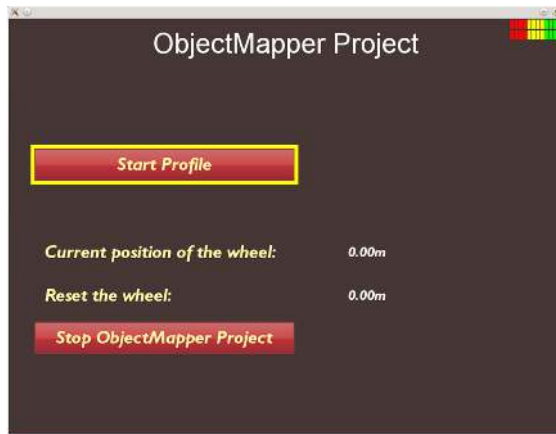 ObjectMapper Project
Start Profile
Current position of the wheel: 0.00m
Reset the wheel: 0.00m
Stop ObjectMapper Project